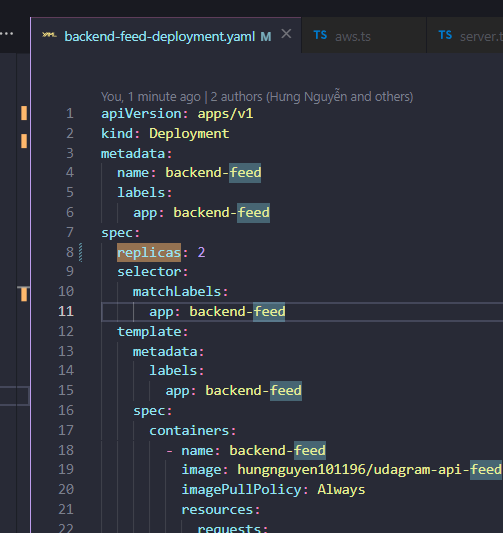 ... backend-feed-deployment.yaml M × TS aws.ts TS server.t
You, 1 minute ago | 2 authors (Hưng Nguyễn and others)
1 apiVersion: apps/v1
2 kind: Deployment
3 metadata:
4 name: backend-feed
5 labels:
6 app: backend-feed
7 spec:
8 replicas: 2
9 selector:
10 matchLabels:
11 app: backend-feed
12 template:
13 metadata:
14 labels:
15 app: backend-feed
16 spec:
17 containers:
18 - name: backend-feed
19 image: hungnguyen101196/udagram-api-feed
20 imagePullPolicy: Always
21 resources:
22 requests: